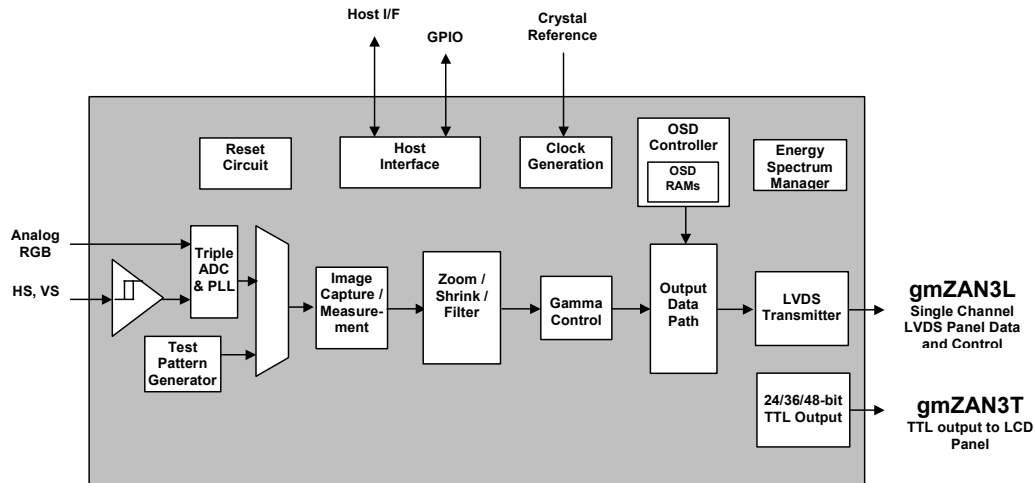 Host I/F
GPIO
Crystal
Reference
Reset
Circuit
Host
Interface
Clock
Generation
OSD
Controller
OSD
RAMs
Energy
Spectrum
Manager
Analog
RGB
HS, VS
Triple
ADC
& PLL
Test
Pattern
Generator
Image
Capture /
Measure-
ment
Zoom /
Shrink /
Filter
Gamma
Control
Output
Data
Path
LVDS
Transmitter
gmZAN3L
Single Channel
LVDS Panel Data
and Control
24/36/48-bit
TTL Output
gmZAN3T
TTL output to LCD
Panel